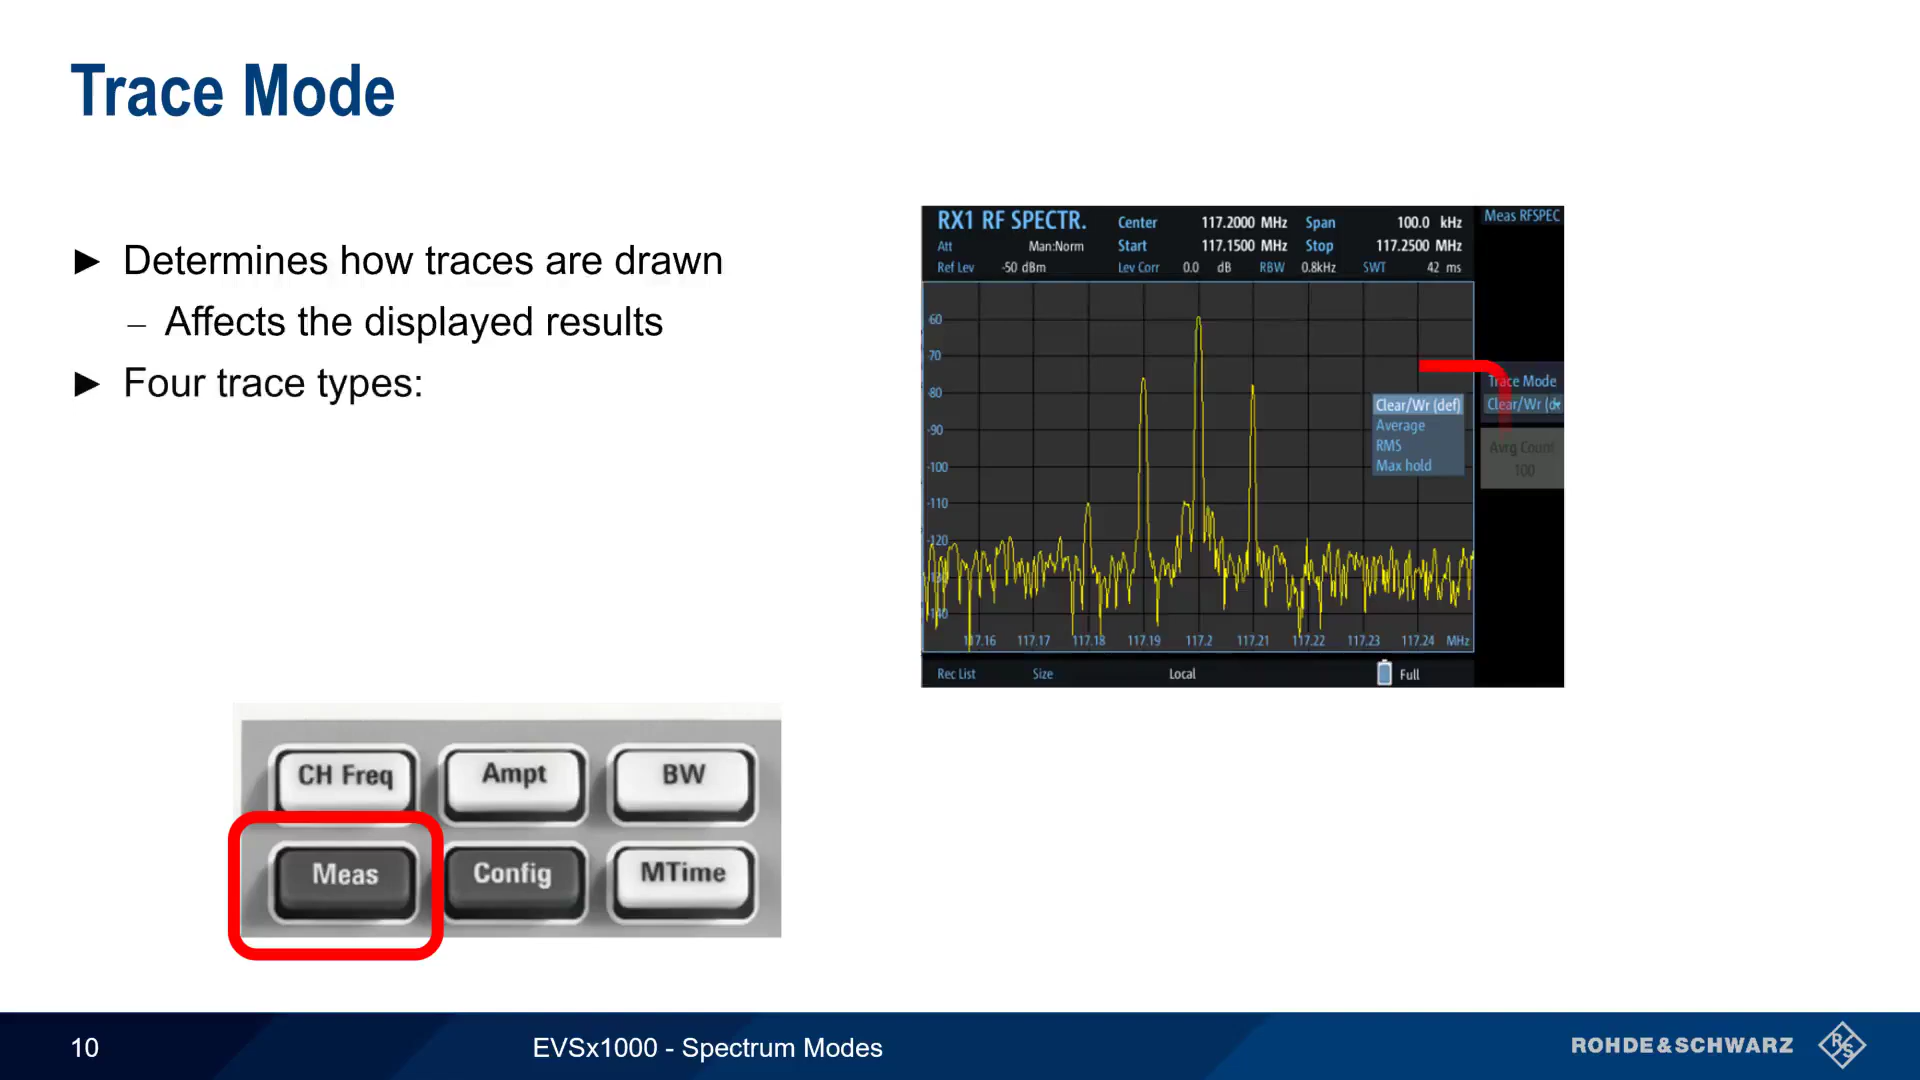 Trace Mode
► Determines how traces are drawn
– Affects the displayed results
► Four trace types:
RX1 RF SPECTR. Center 117.2000 MHz Span 100.0 kHz
Att Man:Norm Start 117.1500 MHz Stop 117.2500 MHz
Ref Lev -50 dBm Lev Corr 0.0 dB RBW 0.8kHz SWT 42 ms
Meas RFSPEC
-60
-70
-80
-90
-100
-110
-120
-130
-140
117.16 117.17 117.18 117.19 117.2 117.21 117.22 117.23 117.24 MHz
Clear/Wr (def)
Average
RMS
Max hold
Trace Mode
Clear/Wr (de
Avrg Count
100
Rec List Size Local Full
CH Freq Ampt BW
Meas Config MTime
10 EVSx1000 - Spectrum Modes ROHDE&SCHWARZ R&S